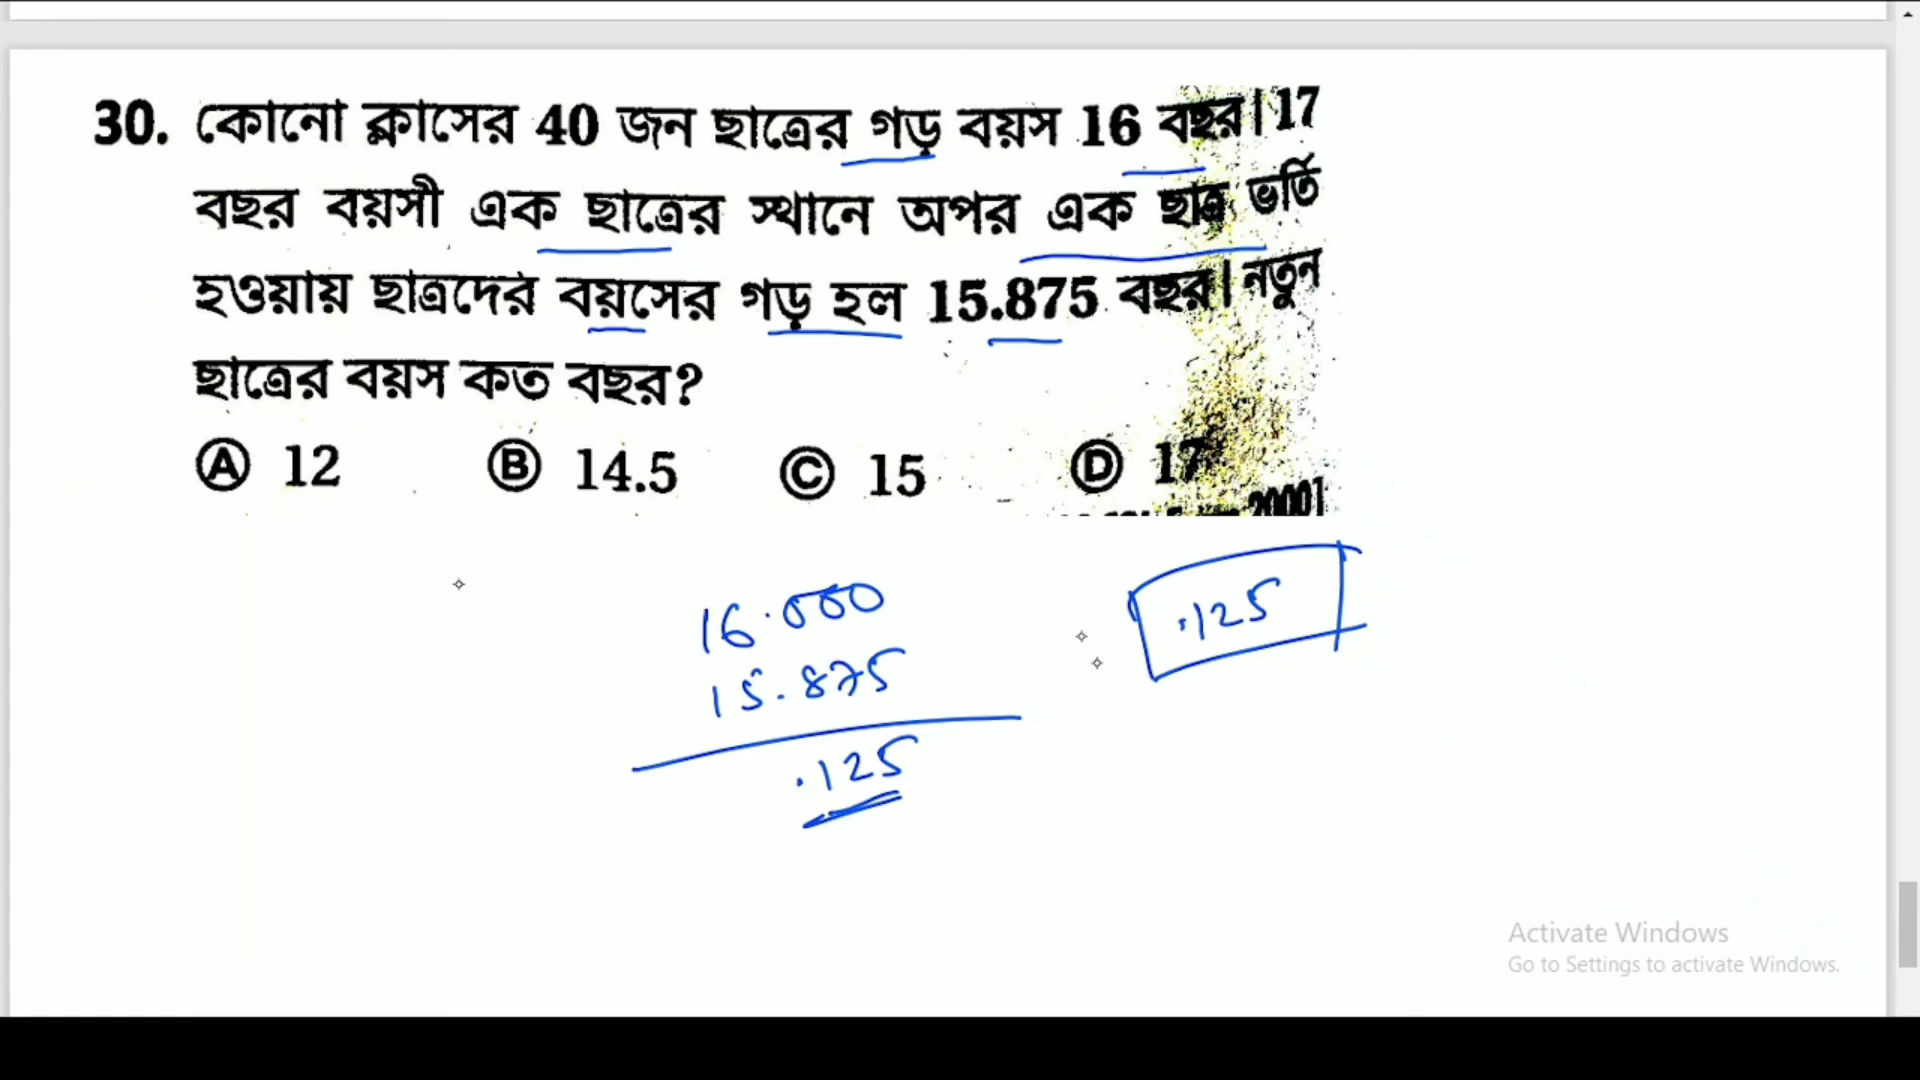 30. কোনো ক্লাসের 40 জন ছাত্রের গড় বয়স 16 বছর। 17
বছর বয়সী এক ছাত্রের স্থানে অপর এক ছাত্র ভর্তি
হওয়ায় ছাত্রদের বয়সের গড় হল 15.875 বছর। নতুন
ছাত্রের বয়স কত বছর?
Ⓐ 12 Ⓑ 14.5 Ⓒ 15 Ⓓ 17
2000]
16.000
15.875
.125
.125
Activate Windows
Go to Settings to activate Windows.